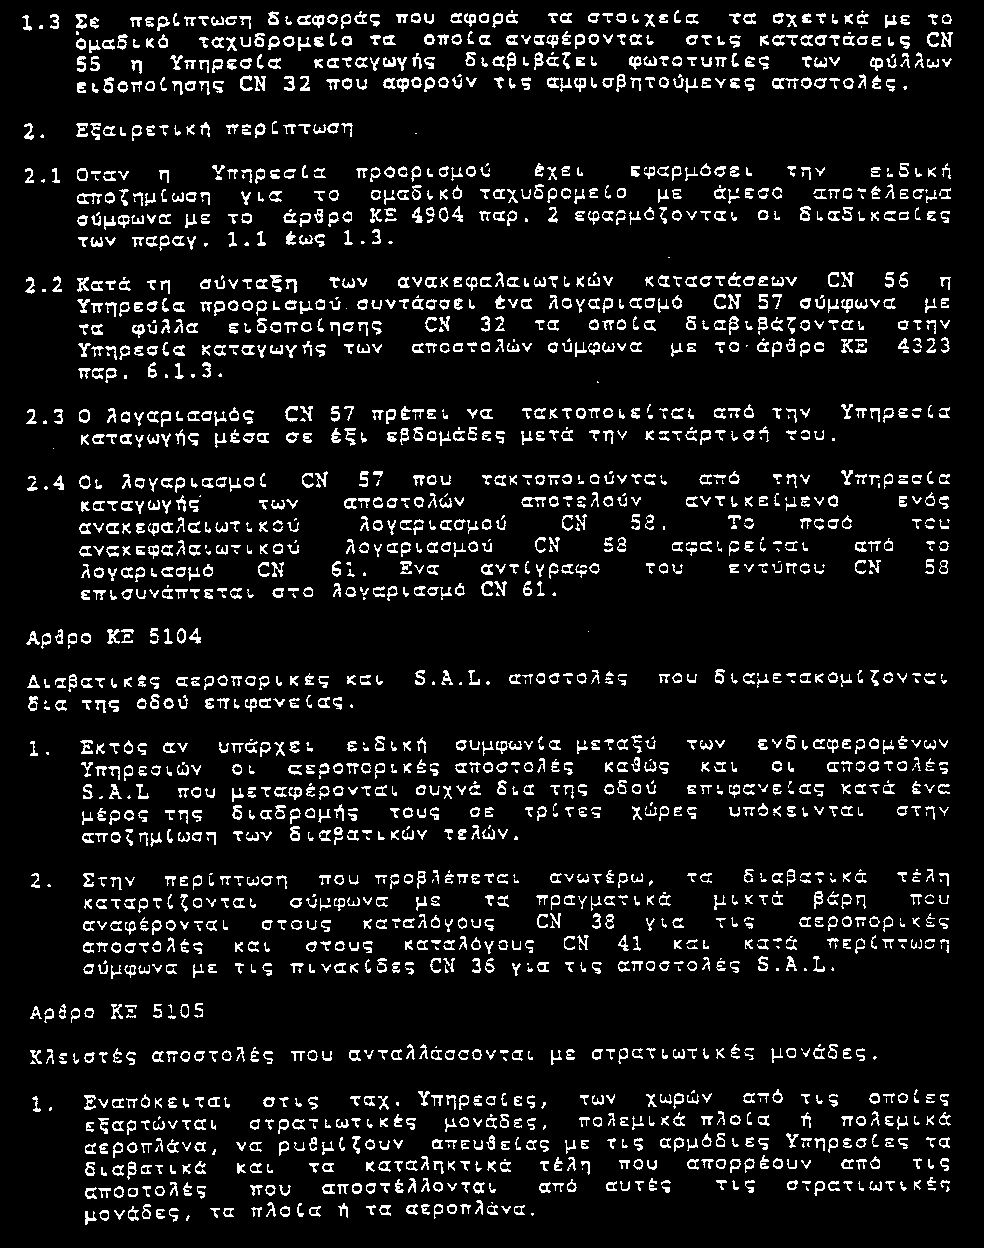 1.3 Σε περίπτωση διαφοράς που αφορά τα στοιχεία τα σχετικά με το
ομαδικό ταχυδρομείο τα οποία αναφέρονται στις καταστάσεις CN
55 η Υπηρεσία καταγωγής διαβιβάζει φωτοτυπίες των φύλλων
ειδοποίησης CN 32 που αφορούν τις αμφισβητούμενες αποστολές.
2. Εξαιρετική περίπτωση
2.1 Οταν η Υπηρεσία προορισμού έχει εφαρμόσει την ειδική
αποζημίωση για το ομαδικό ταχυδρομείο με άμεσο αποτέλεσμα
σύμφωνα με το άρθρο ΚΕ 4904 παρ. 2 εφαρμόζονται οι διαδικασίες
των παραγ. 1.1 έως 1.3.
2.2 Κατά τη σύνταξη των ανακεφαλαιωτικών καταστάσεων CN 56 η
Υπηρεσία προορισμού συντάσσει ένα λογαριασμό CN 57 σύμφωνα με
τα φύλλα ειδοποίησης CN 32 τα οποία διαβιβάζονται στην
Υπηρεσία καταγωγής των αποστολών σύμφωνα με το άρθρο ΚΕ 4323
παρ. 6.1.3.
2.3 Ο λογαριασμός CN 57 πρέπει να τακτοποιείται από την Υπηρεσία
καταγωγής μέσα σε έξι εβδομάδες μετά την κατάρτισή του.
2.4 Οι λογαριασμοί CN 57 που τακτοποιούνται από την Υπηρεσία
καταγωγής των αποστολών αποτελούν αντικείμενο ενός
ανακεφαλαιωτικού λογαριασμού CN 58. Το ποσό του
ανακεφαλαιωτικού λογαριασμού CN 58 αφαιρείται από το
λογαριασμό CN 61. Ενα αντίγραφο του εντύπου CN 58
επισυνάπτεται στο λογαριασμό CN 61.
Αρθρο ΚΕ 5104
Διαβατικές αεροπορικές και S.A.L. αποστολές που διαμετακομίζονται
δια της οδού επιφανείας.
1. Εκτός αν υπάρχει ειδική συμφωνία μεταξύ των ενδιαφερομένων
Υπηρεσιών οι αεροπορικές αποστολές καθώς και οι αποστολές
S.A.L που μεταφέρονται συχνά δια της οδού επιφανείας κατά ένα
μέρος της διαδρομής τους σε τρίτες χώρες υπόκεινται στην
αποζημίωση των διαβατικών τελών.
2. Στην περίπτωση που προβλέπεται ανωτέρω, τα διαβατικά τέλη
καταρτίζονται σύμφωνα με τα πραγματικά μικτά βάρη που
αναφέρονται στους καταλόγους CN 38 για τις αεροπορικές
αποστολές και στους καταλόγους CN 41 και κατά περίπτωση
σύμφωνα με τις πινακίδες CN 36 για τις αποστολές S.A.L.
Αρθρο ΚΕ 5105
Κλειστές αποστολές που ανταλλάσσονται με στρατιωτικές μονάδες.
1. Εναπόκειται στις ταχ. Υπηρεσίες, των χωρών από τις οποίες
εξαρτώνται στρατιωτικές μονάδες, πολεμικά πλοία ή πολεμικά
αεροπλάνα, να ρυθμίζουν απευθείας με τις αρμόδιες Υπηρεσίες τα
διαβατικά και τα καταληκτικά τέλη που απορρέουν από τις
αποστολές που αποστέλλονται από αυτές τις στρατιωτικές
μονάδες, τα πλοία ή τα αεροπλάνα.